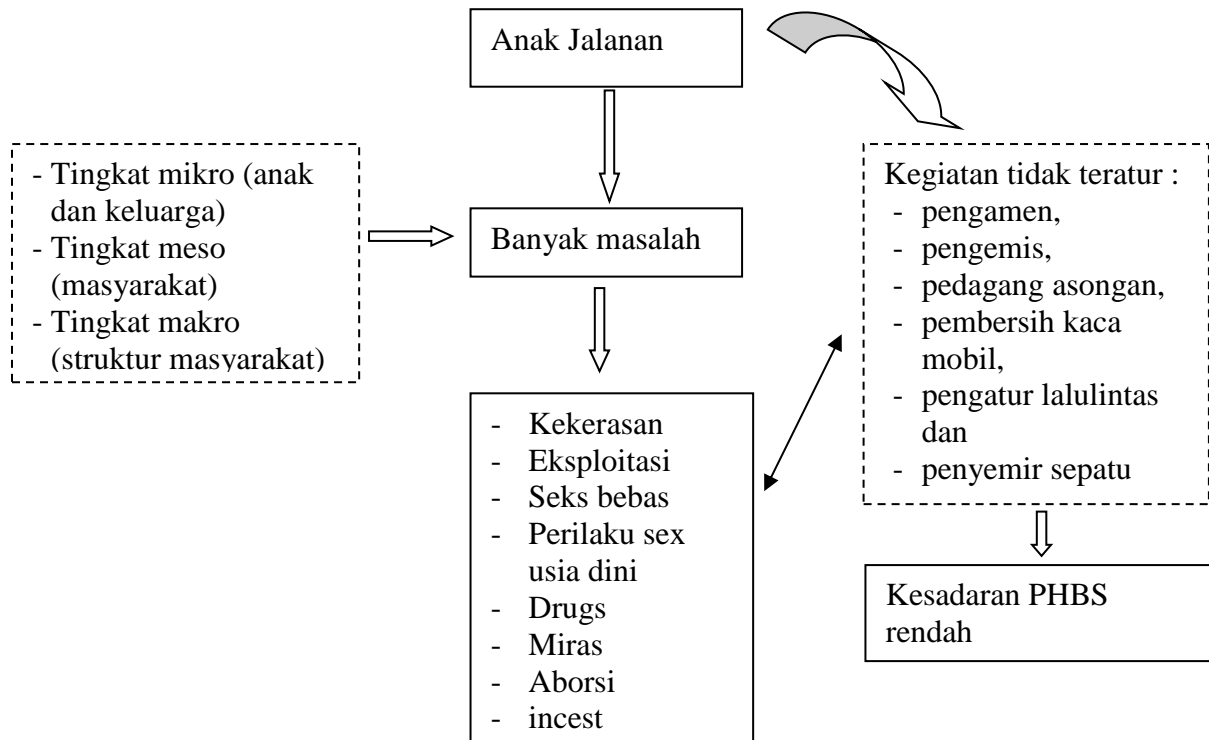 Anak Jalanan
- Tingkat mikro (anak
dan keluarga)
- Tingkat meso
(masyarakat)
- Tingkat makro
(struktur masyarakat)
Banyak masalah
Kegiatan tidak teratur :
- pengamen,
- pengemis,
- pedagang asongan,
- pembersih kaca
mobil,
- pengatur lalulintas
dan
- penyemir sepatu
- Kekerasan
- Eksploitasi
- Seks bebas
- Perilaku sex
usia dini
- Drugs
- Miras
- Aborsi
- incest
Kesadaran PHBS
rendah